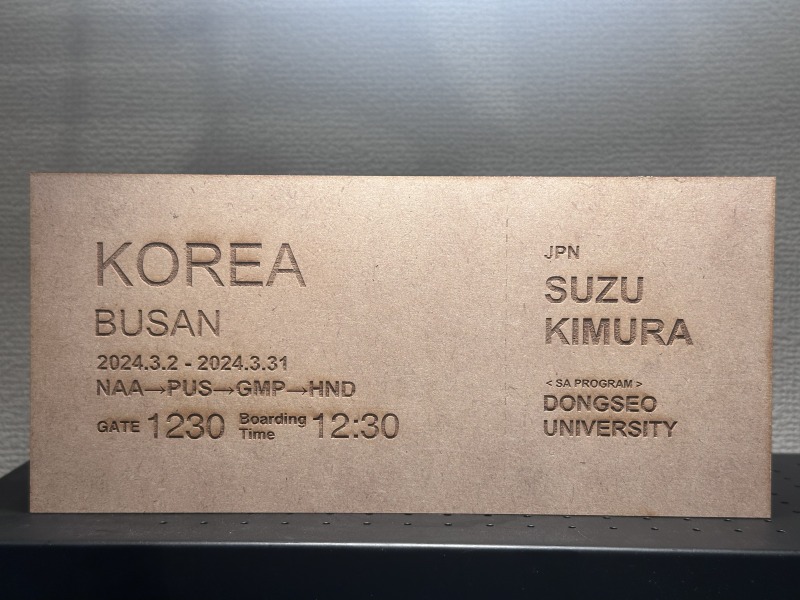 KOREA
BUSAN
2024.3.2 - 2024.3.31
NAA→PUS→GMP→HND
GATE 1230 Boarding Time 12:30
JPN
SUZU
KIMURA
< SA PROGRAM >
DONGSEO
UNIVERSITY